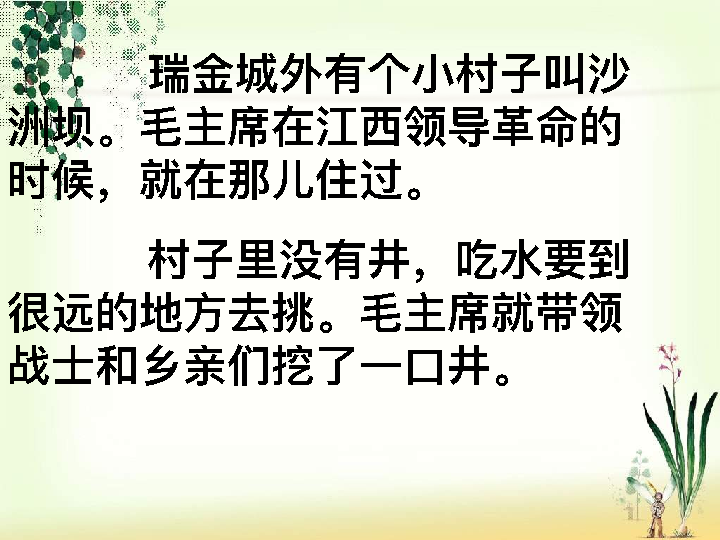 瑞金城外有个小村子叫沙
洲坝。毛主席在江西领导革命的
时候，就在那儿住过。
村子里没有井，吃水要到
很远的地方去挑。毛主席就带领
战士和乡亲们挖了一口井。